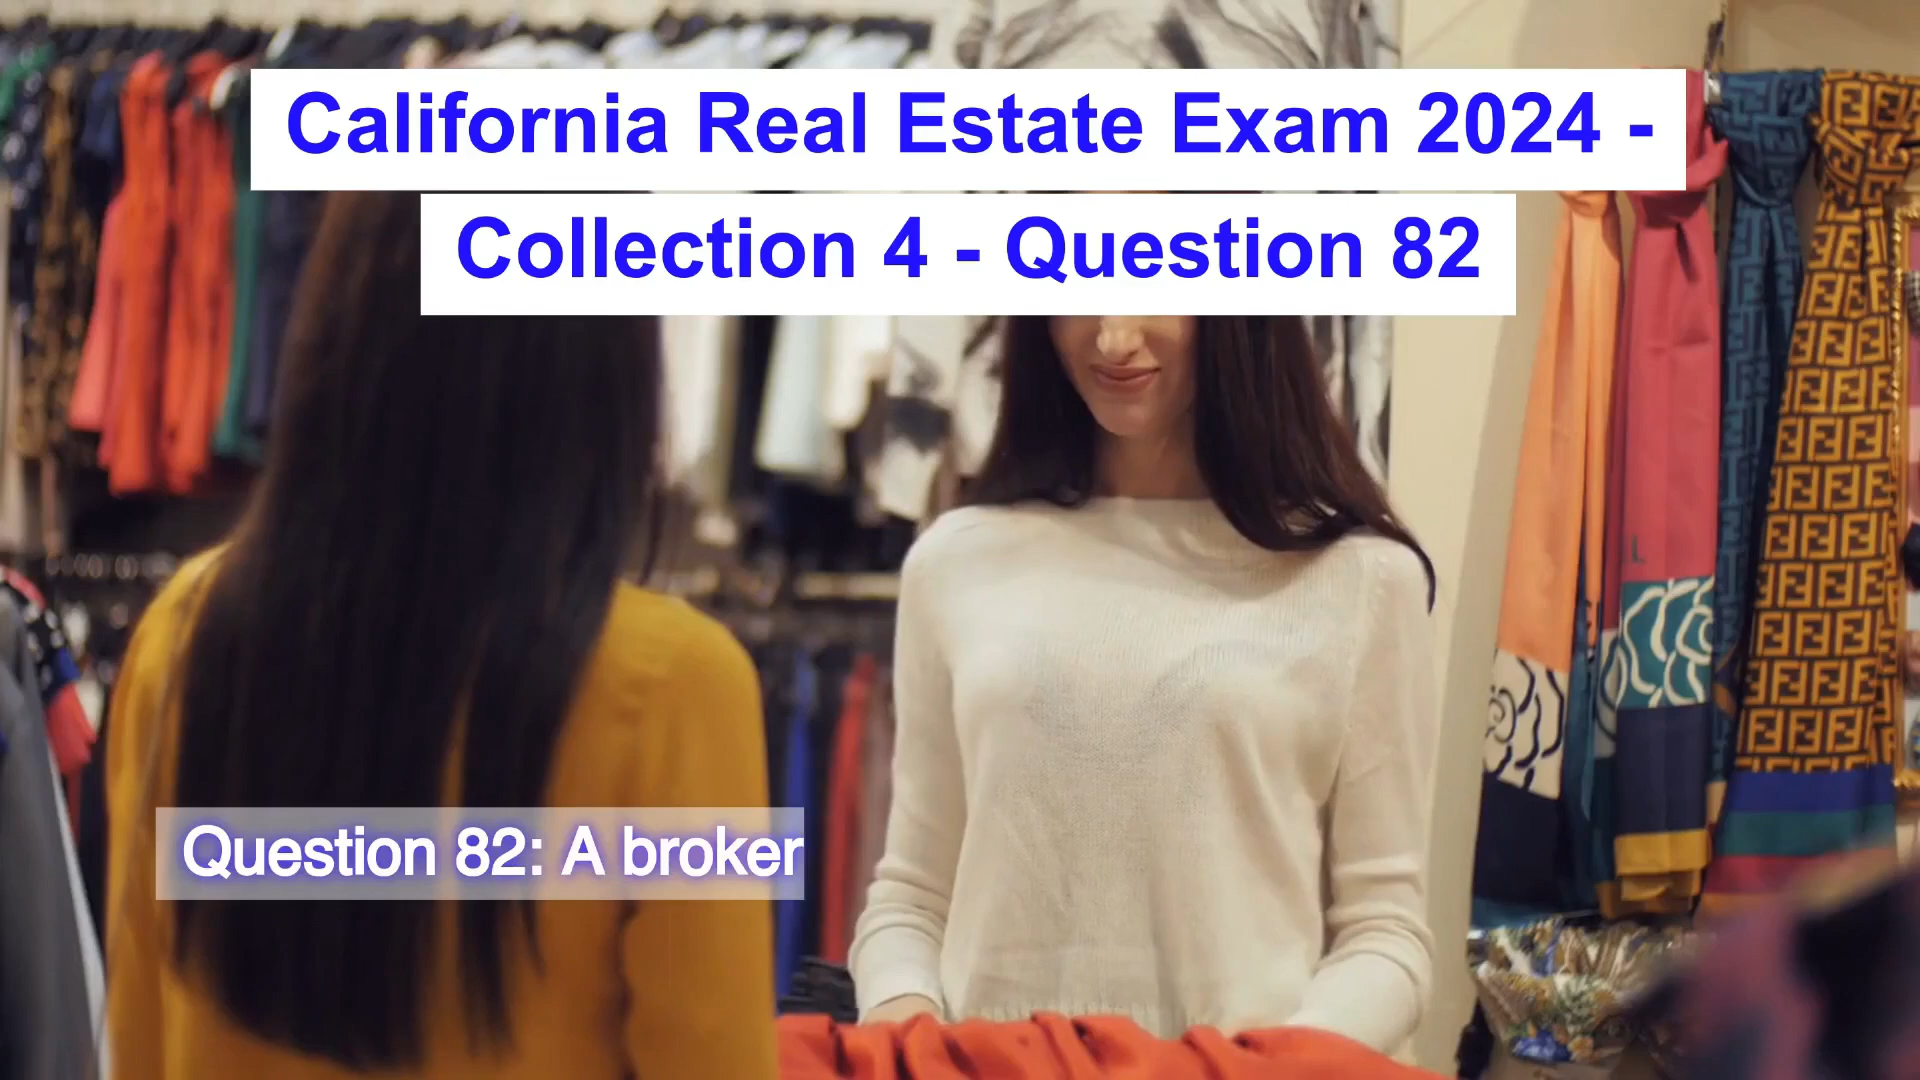 California Real Estate Exam 2024 -
Collection 4 - Question 82
Question 82: A broker